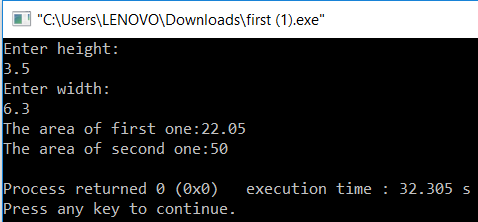 "C:\Users\LENOVO\Downloads\first (1).exe"
Enter height:
3.5
Enter width:
6.3
The area of first one:22.05
The area of second one:50
Process returned 0 (0x0)   execution time : 32.305 s
Press any key to continue.